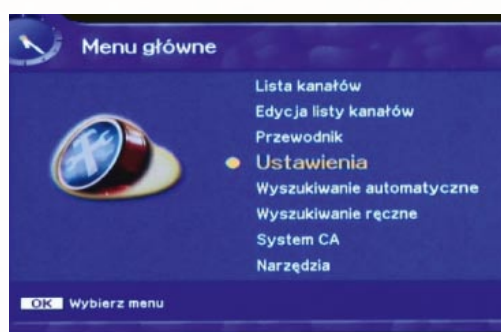 Menu główne
Lista kanałów
Edycja listy kanałów
Przewodnik
Ustawienia
Wyszukiwanie automatyczne
Wyszukiwanie ręczne
System CA
Narzędzia
OK Wybierz menu